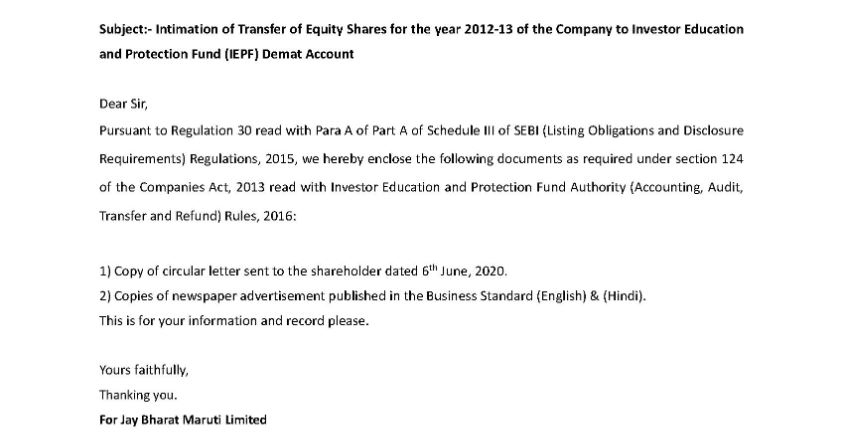 Subject:- Intimation of Transfer of Equity Shares for the year 2012-13 of the Company to Investor Education
and Protection Fund (IEPF) Demat Account
Dear Sir,
Pursuant to Regulation 30 read with Para A of Part A of Schedule III of SEBI (Listing Obligations and Disclosure
Requirements) Regulations, 2015, we hereby enclose the following documents as required under section 124
of the Companies Act, 2013 read with Investor Education and Protection Fund Authority (Accounting, Audit,
Transfer and Refund) Rules, 2016:
1) Copy of circular letter sent to the shareholder dated 6th June, 2020.
2) Copies of newspaper advertisement published in the Business Standard (English) & (Hindi).
This is for your information and record please.
Yours faithfully,
Thanking you.
For Jay Bharat Maruti Limited